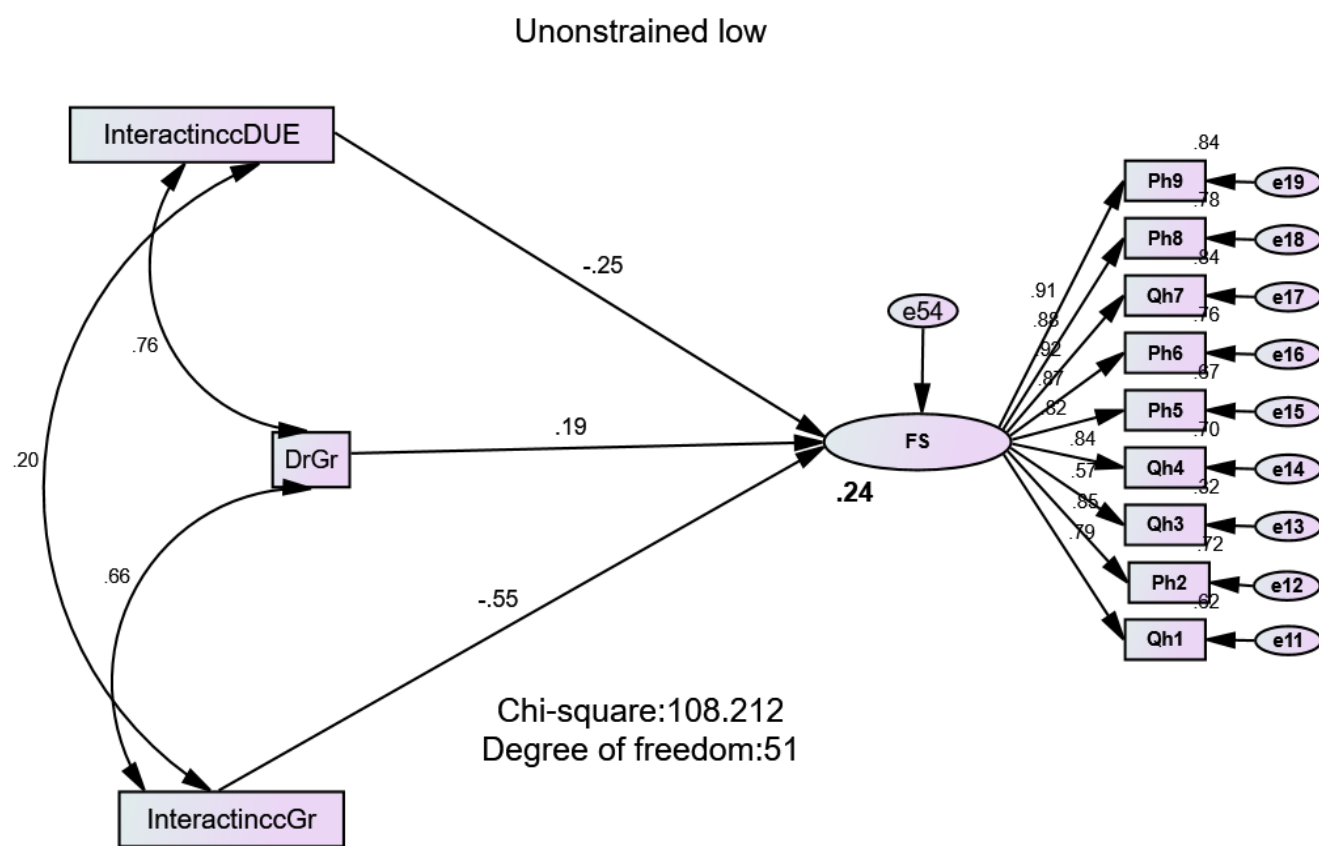 Unonstrained low
InteractinccDUE
.84
Ph9
e19
.78
Ph8
e18
.84
-.25
Qh7
e17
.91
e54
.76
.88
.76
Ph6
e16
.92
.67
.87
Ph5
e15
.82
.19
.70
FS
.84
DrGr
Qh4
e14
.20
.57
.32
.24
.85
Qh3
e13
.79
.72
.66
Ph2
e12
-.55
.62
Qh1
e11
Chi-square:108.212
Degree of freedom:51
InteractinccGr